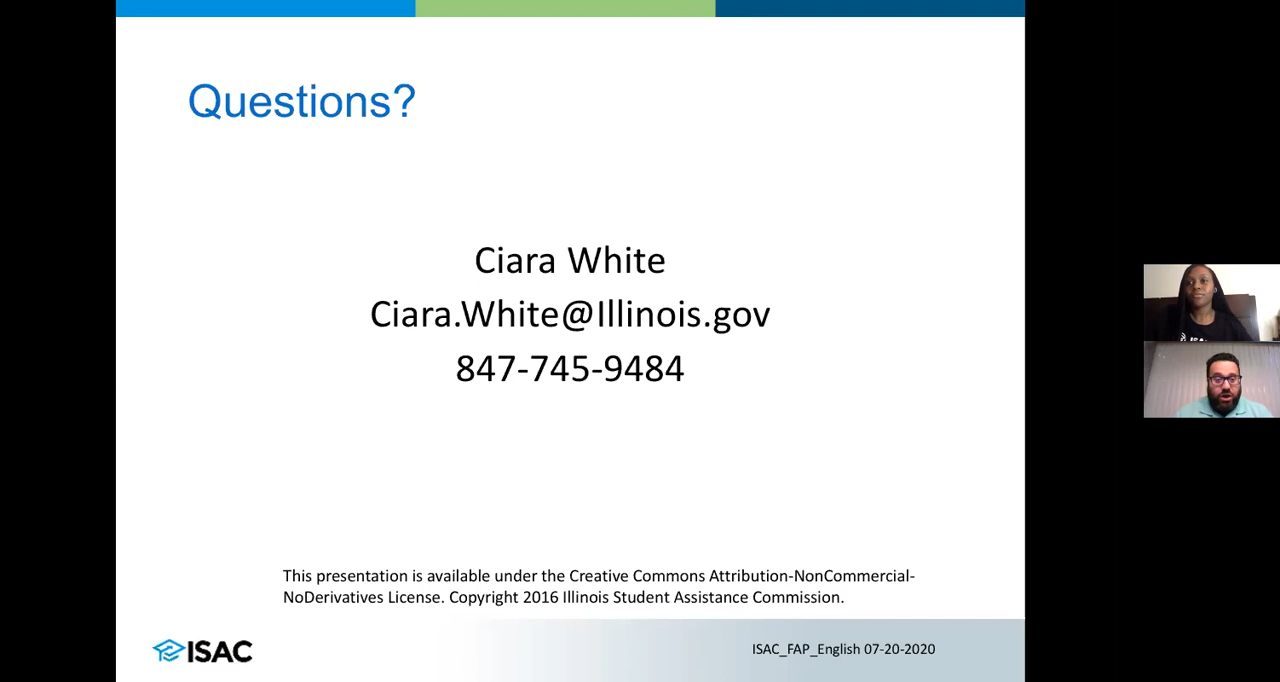 Questions?
Ciara White
Ciara.White@Illinois.gov
847-745-9484
This presentation is available under the Creative Commons Attribution-NonCommercial-
NoDerivatives License. Copyright 2016 Illinois Student Assistance Commission.
ISAC
ISAC_FAP_English 07-20-2020